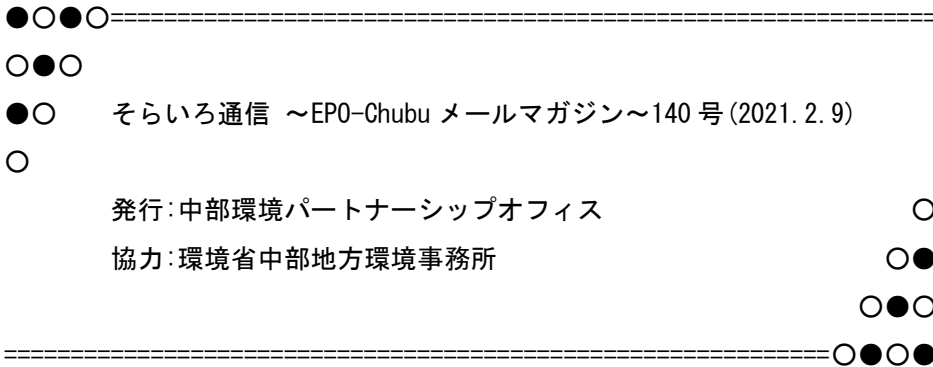 ●○●○==============================================================
○●○
●○ そらいろ通信 ～EPO-Chubu メールマガジン～140 号(2021.2.9)
○
発行:中部環境パートナーシップオフィス ○
協力:環境省中部地方環境事務所 ○●
○●○
==============================================================○●○●